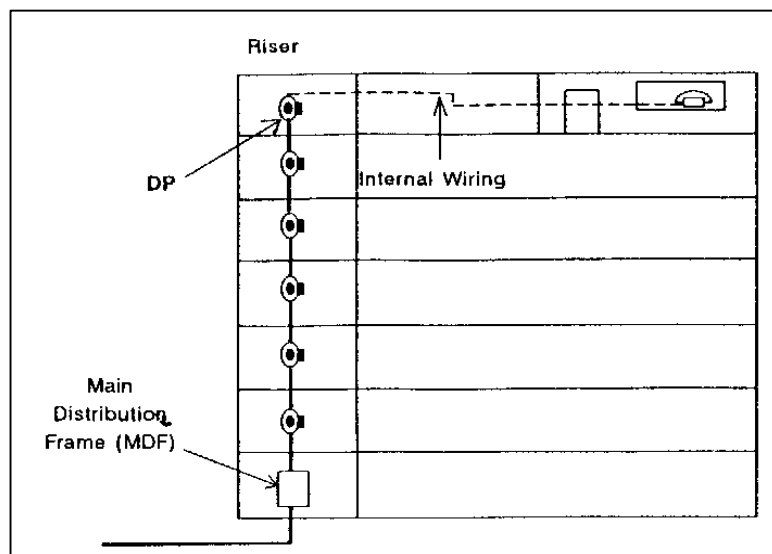 Riser
DP
Internal Wiring
Main
Distribution
Frame (MDF)